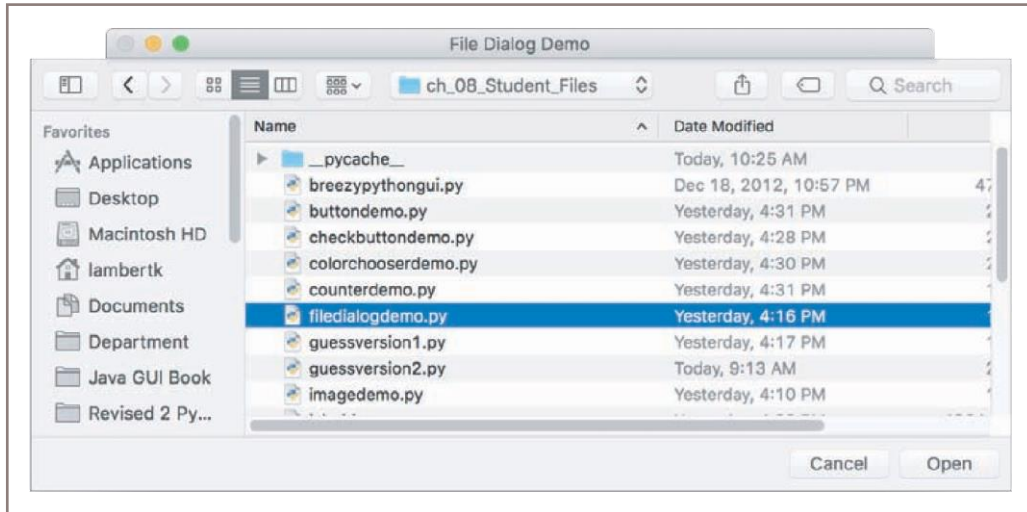 File Dialog Demo
ch_08_Student_Files
Search
Favorites
Applications
Desktop
Macintosh HD
lambertk
Documents
Department
Java GUI Book
Revised 2 Py...
Name Date Modified
__pycache__ Today, 10:25 AM
breezypythongui.py Dec 18, 2012, 10:57 PM 47
buttondemo.py Yesterday, 4:31 PM
checkbuttondemo.py Yesterday, 4:28 PM
colorchooserdemo.py Yesterday, 4:30 PM
counterdemo.py Yesterday, 4:31 PM
filedialogdemo.py Yesterday, 4:16 PM
guessversion1.py Yesterday, 4:17 PM
guessversion2.py Today, 9:13 AM
imagedemo.py Yesterday, 4:10 PM
Cancel Open